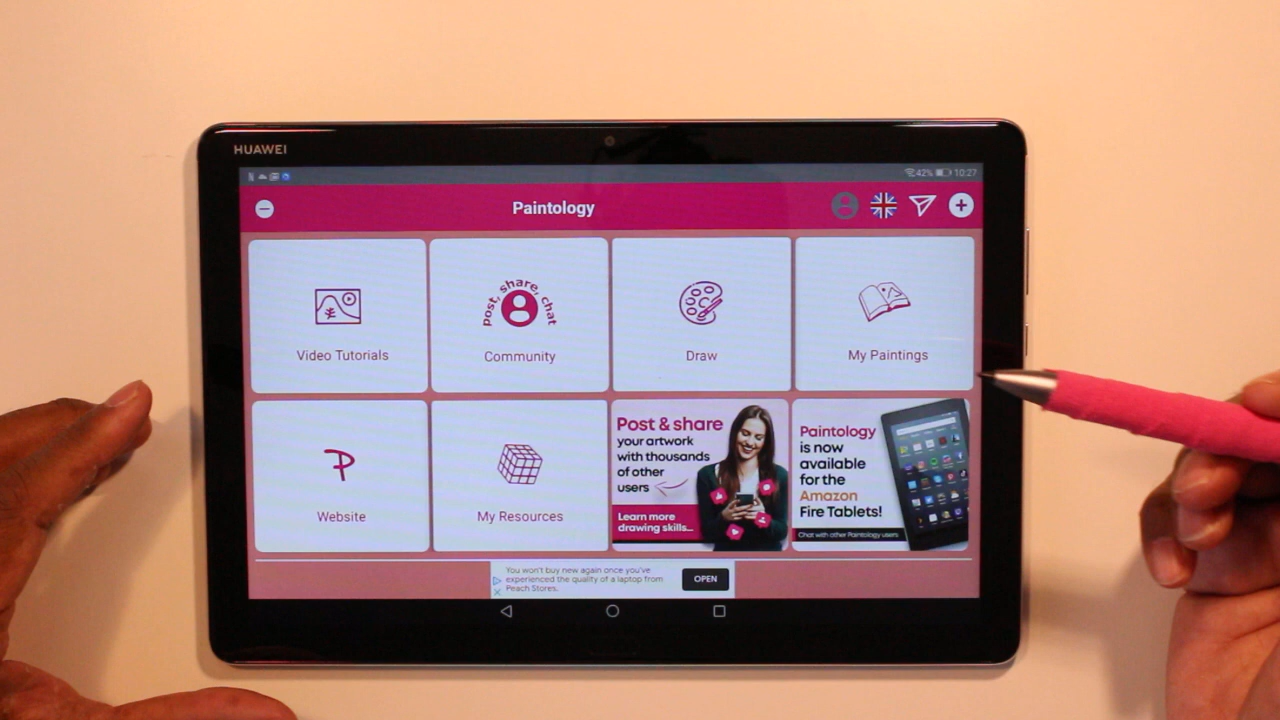 HUAWEI
42% 10:27
Paintology
post, share, chat
Video Tutorials
Community
Draw
My Paintings
Website
My Resources
Post & share
your artwork
with thousands
of other
users
Learn more
drawing skills...
Paintology
is now
available
for the
Amazon
Fire Tablets!
Chat with other Paintology users
You won't buy new again once you've
experienced the quality of a laptop from
Peach Stores.
OPEN